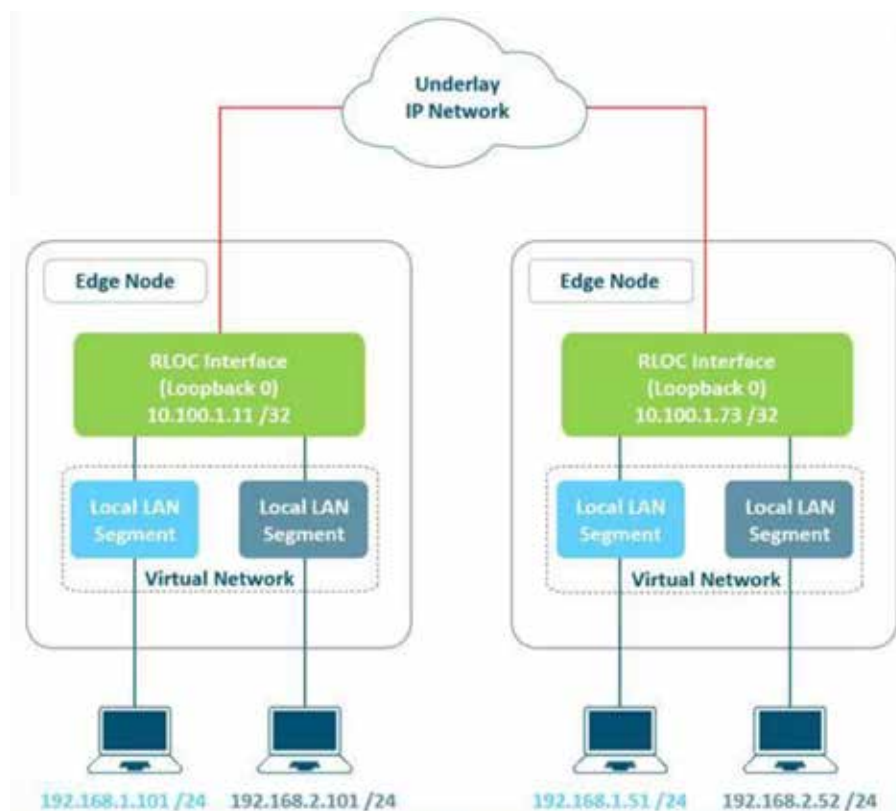 Underlay
IP Network
Edge Node
RLOC Interface
(Loopback 0)
10.100.1.11 /32
Local LAN
Segment
Local LAN
Segment
Virtual Network
192.168.1.101 /24
192.168.2.101 /24
Edge Node
RLOC Interface
(Loopback 0)
10.100.1.73 /32
Local LAN
Segment
Local LAN
Segment
Virtual Network
192.168.1.51 /24
192.168.2.52 /24